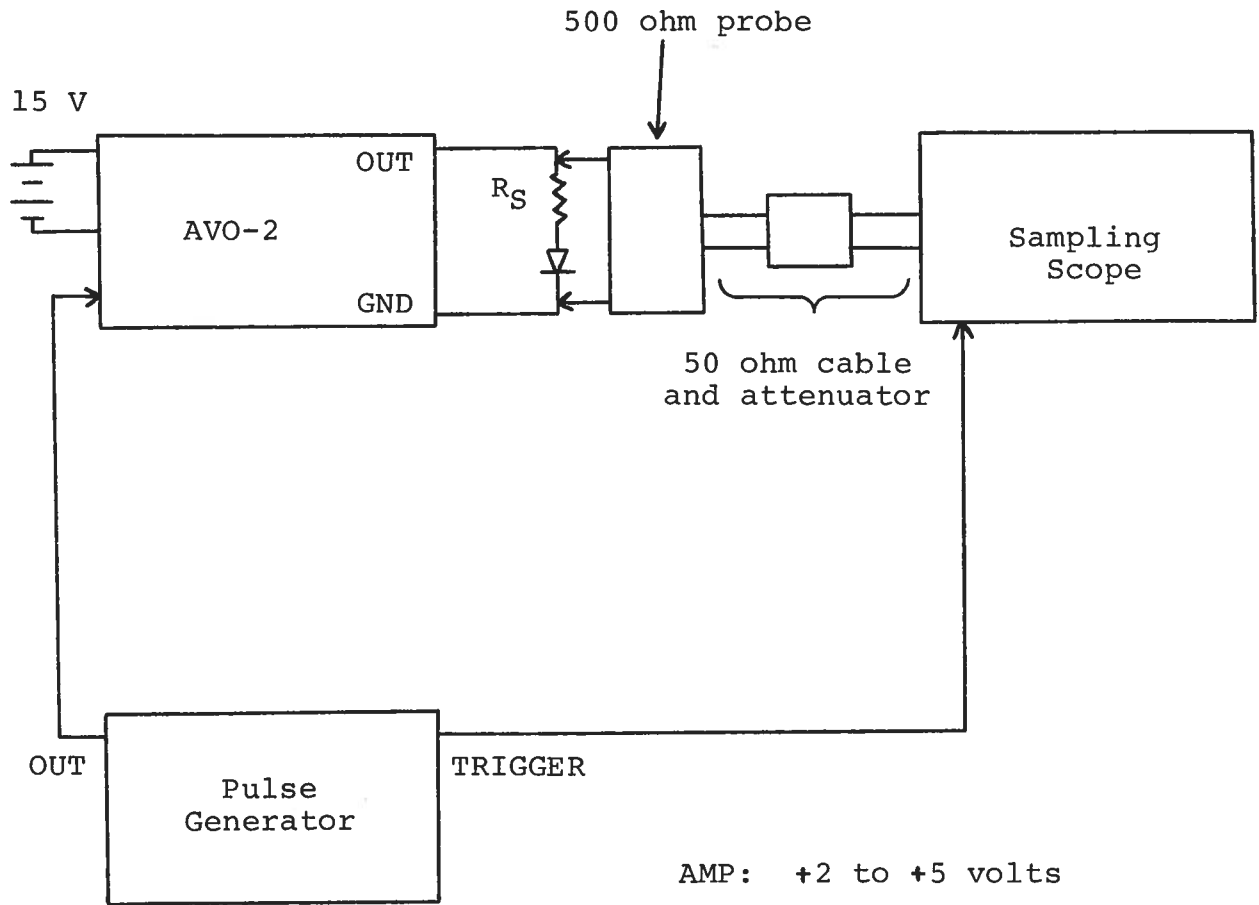 500 ohm probe
15 V
OUT
RS
AVO-2
GND
Sampling
Scope
50 ohm cable
and attenuator
OUT
TRIGGER
Pulse
Generator
AMP: +2 to +5 volts